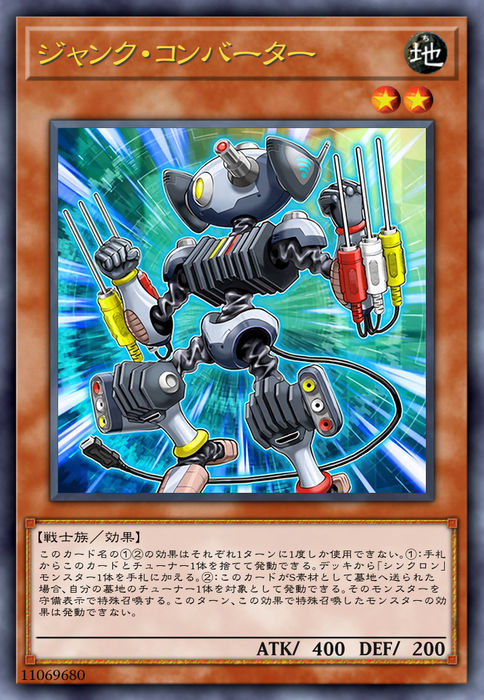 ジャンク・コンバーター
ち
地
【戦士族／効果】
このカード名の①②の効果はそれぞれ1ターンに1度しか使用できない。①：手札
からこのカードとチューナー1体を捨てて発動できる。デッキから「シンクロン」
モンスター1体を手札に加える。②：このカードがS素材として墓地へ送られた
場合、自分の墓地のチューナー1体を対象として発動できる。そのモンスターを
守備表示で特殊召喚する。このターン、この効果で特殊召喚したモンスターの効
果は発動できない。
ATK/ 400 DEF/ 200
11069680